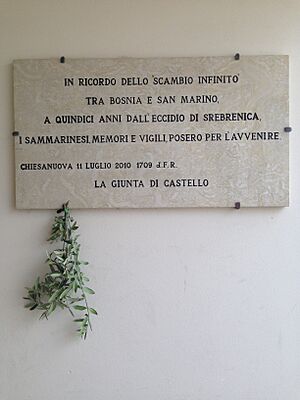 IN RICORDO DELLO 'SCAMBIO INFINITO'
TRA BOSNIA E SAN MARINO,
A QUINDICI ANNI DALL'ECCIDIO DI SREBRENICA,
I SAMMARINESI, MEMORI E VIGILI, POSERO PER L'AVVENIRE.
CHIESANUOVA 11 LUGLIO 2010 1709 d.F.R.
LA GIUNTA DI CASTELLO